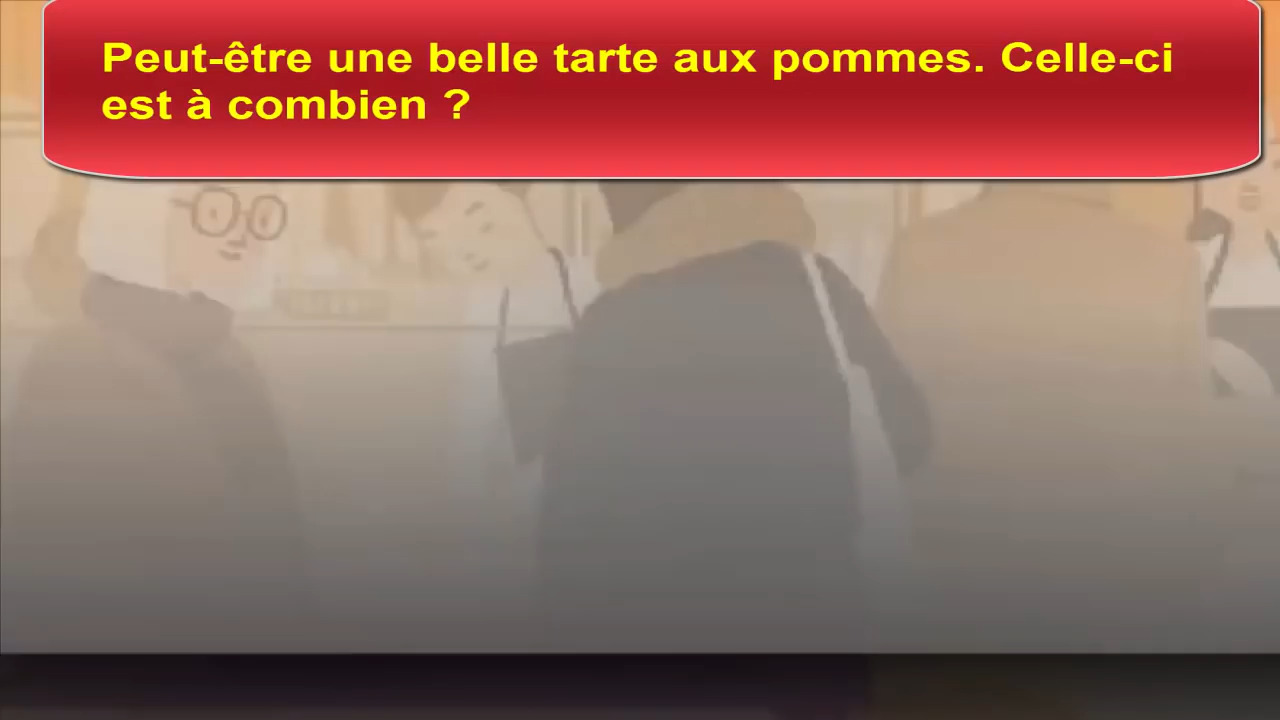 Peut-être une belle tarte aux pommes. Celle-ci
est à combien ?